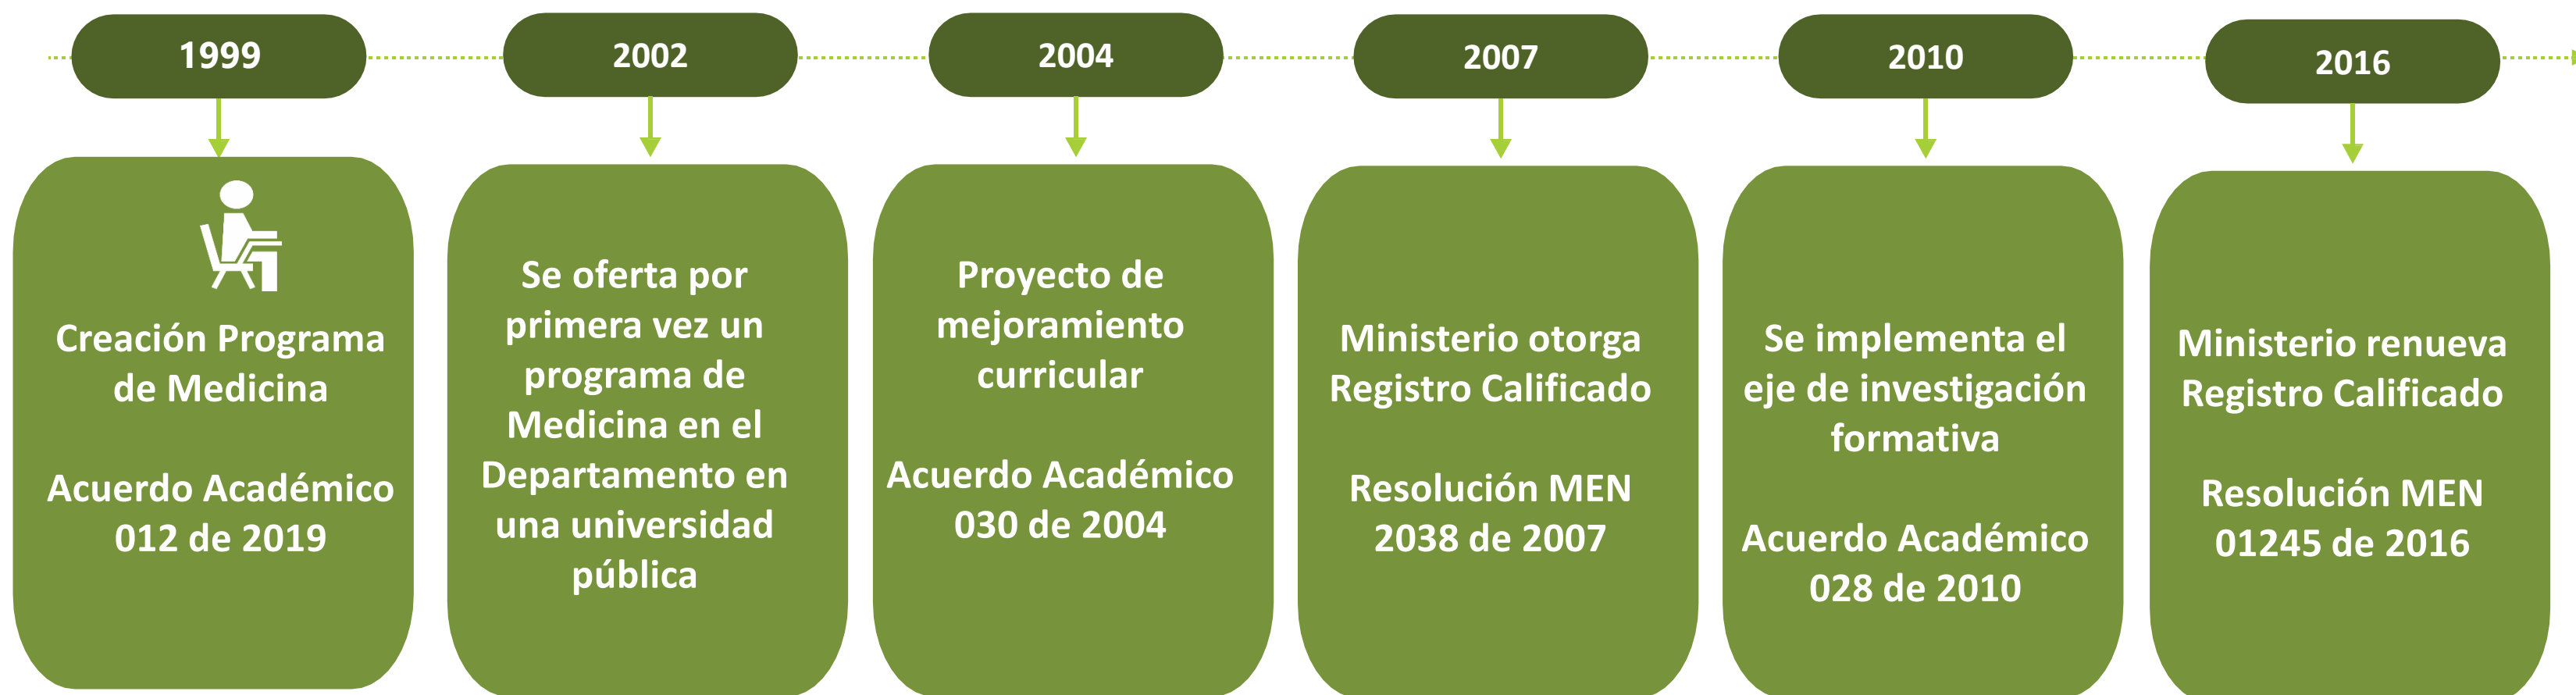 1999
Creación Programa
de Medicina
Acuerdo Académico
012 de 2019
2002
Se oferta por
primera vez un
programa de
Medicina en el
Departamento en
una universidad
pública
2004
Proyecto de
mejoramiento
curricular
Acuerdo Académico
030 de 2004
2007
Ministerio otorga
Registro Calificado
Resolución MEN
2038 de 2007
2010
Se implementa el
eje de investigación
formativa
Acuerdo Académico
028 de 2010
2016
Ministerio renueva
Registro Calificado
Resolución MEN
01245 de 2016